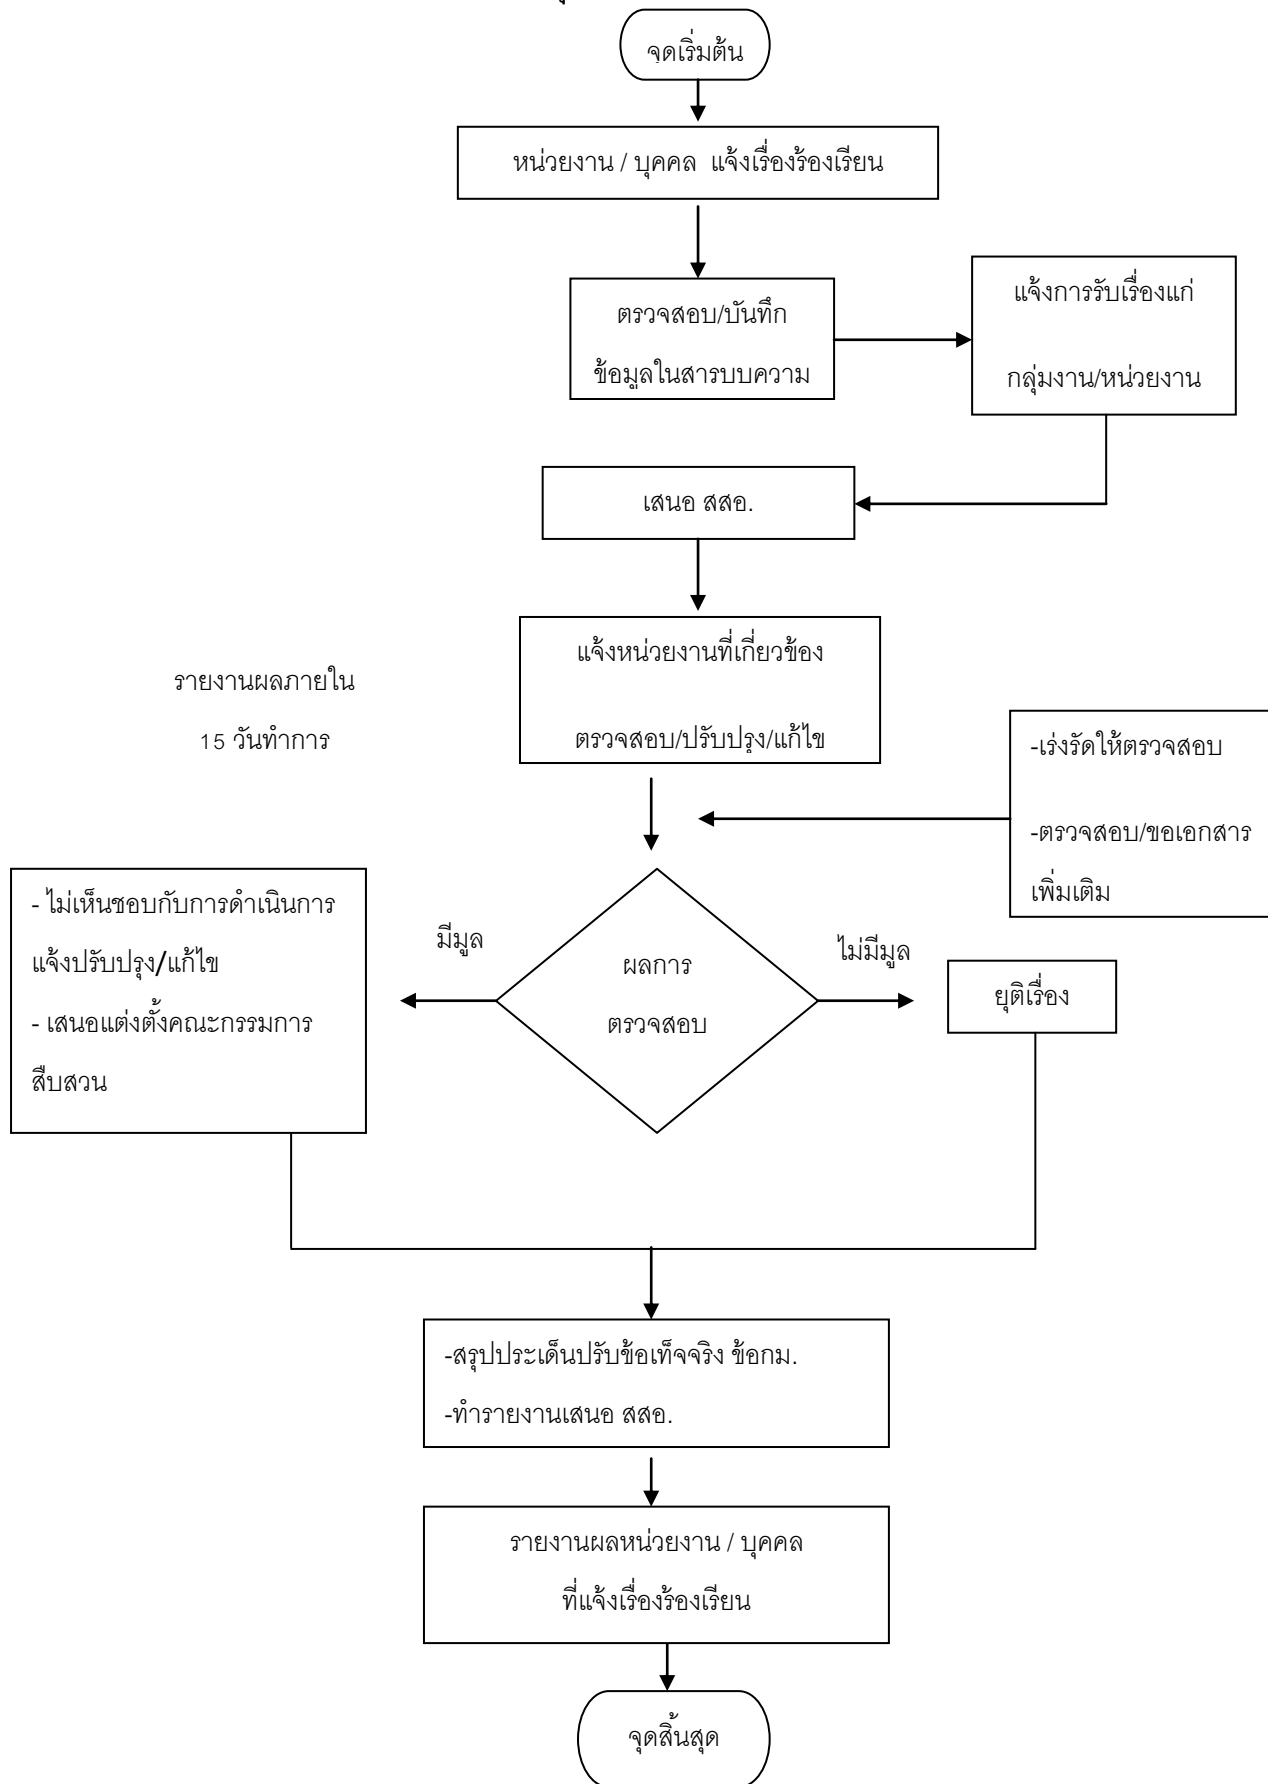 จุดเริ่มต้น
หน่วยงาน / บุคคล แจ้งเรื่องร้องเรียน
ตรวจสอบ/บันทึก
ข้อมูลในสารบบความ
แจ้งการรับเรื่องแก่
กลุ่มงาน/หน่วยงาน
เสนอ สสอ.
แจ้งหน่วยงานที่เกี่ยวข้อง
ตรวจสอบ/ปรับปรุง/แก้ไข
รายงานผลภายใน
15 วันทำการ
-เร่งรัดให้ตรวจสอบ
-ตรวจสอบ/ขอเอกสาร
เพิ่มเติม
- ไม่เห็นชอบกับการดำเนินการ
แจ้งปรับปรุง/แก้ไข
- เสนอแต่งตั้งคณะกรรมการ
สืบสวน
มีมูล
ผลการ
ตรวจสอบ
ไม่มีมูล
ยุติเรื่อง
-สรุปประเด็นปรับข้อเท็จจริง ข้อกม.
-ทำรายงานเสนอ สสอ.
รายงานผลหน่วยงาน / บุคคล
ที่แจ้งเรื่องร้องเรียน
จุดสิ้นสุด